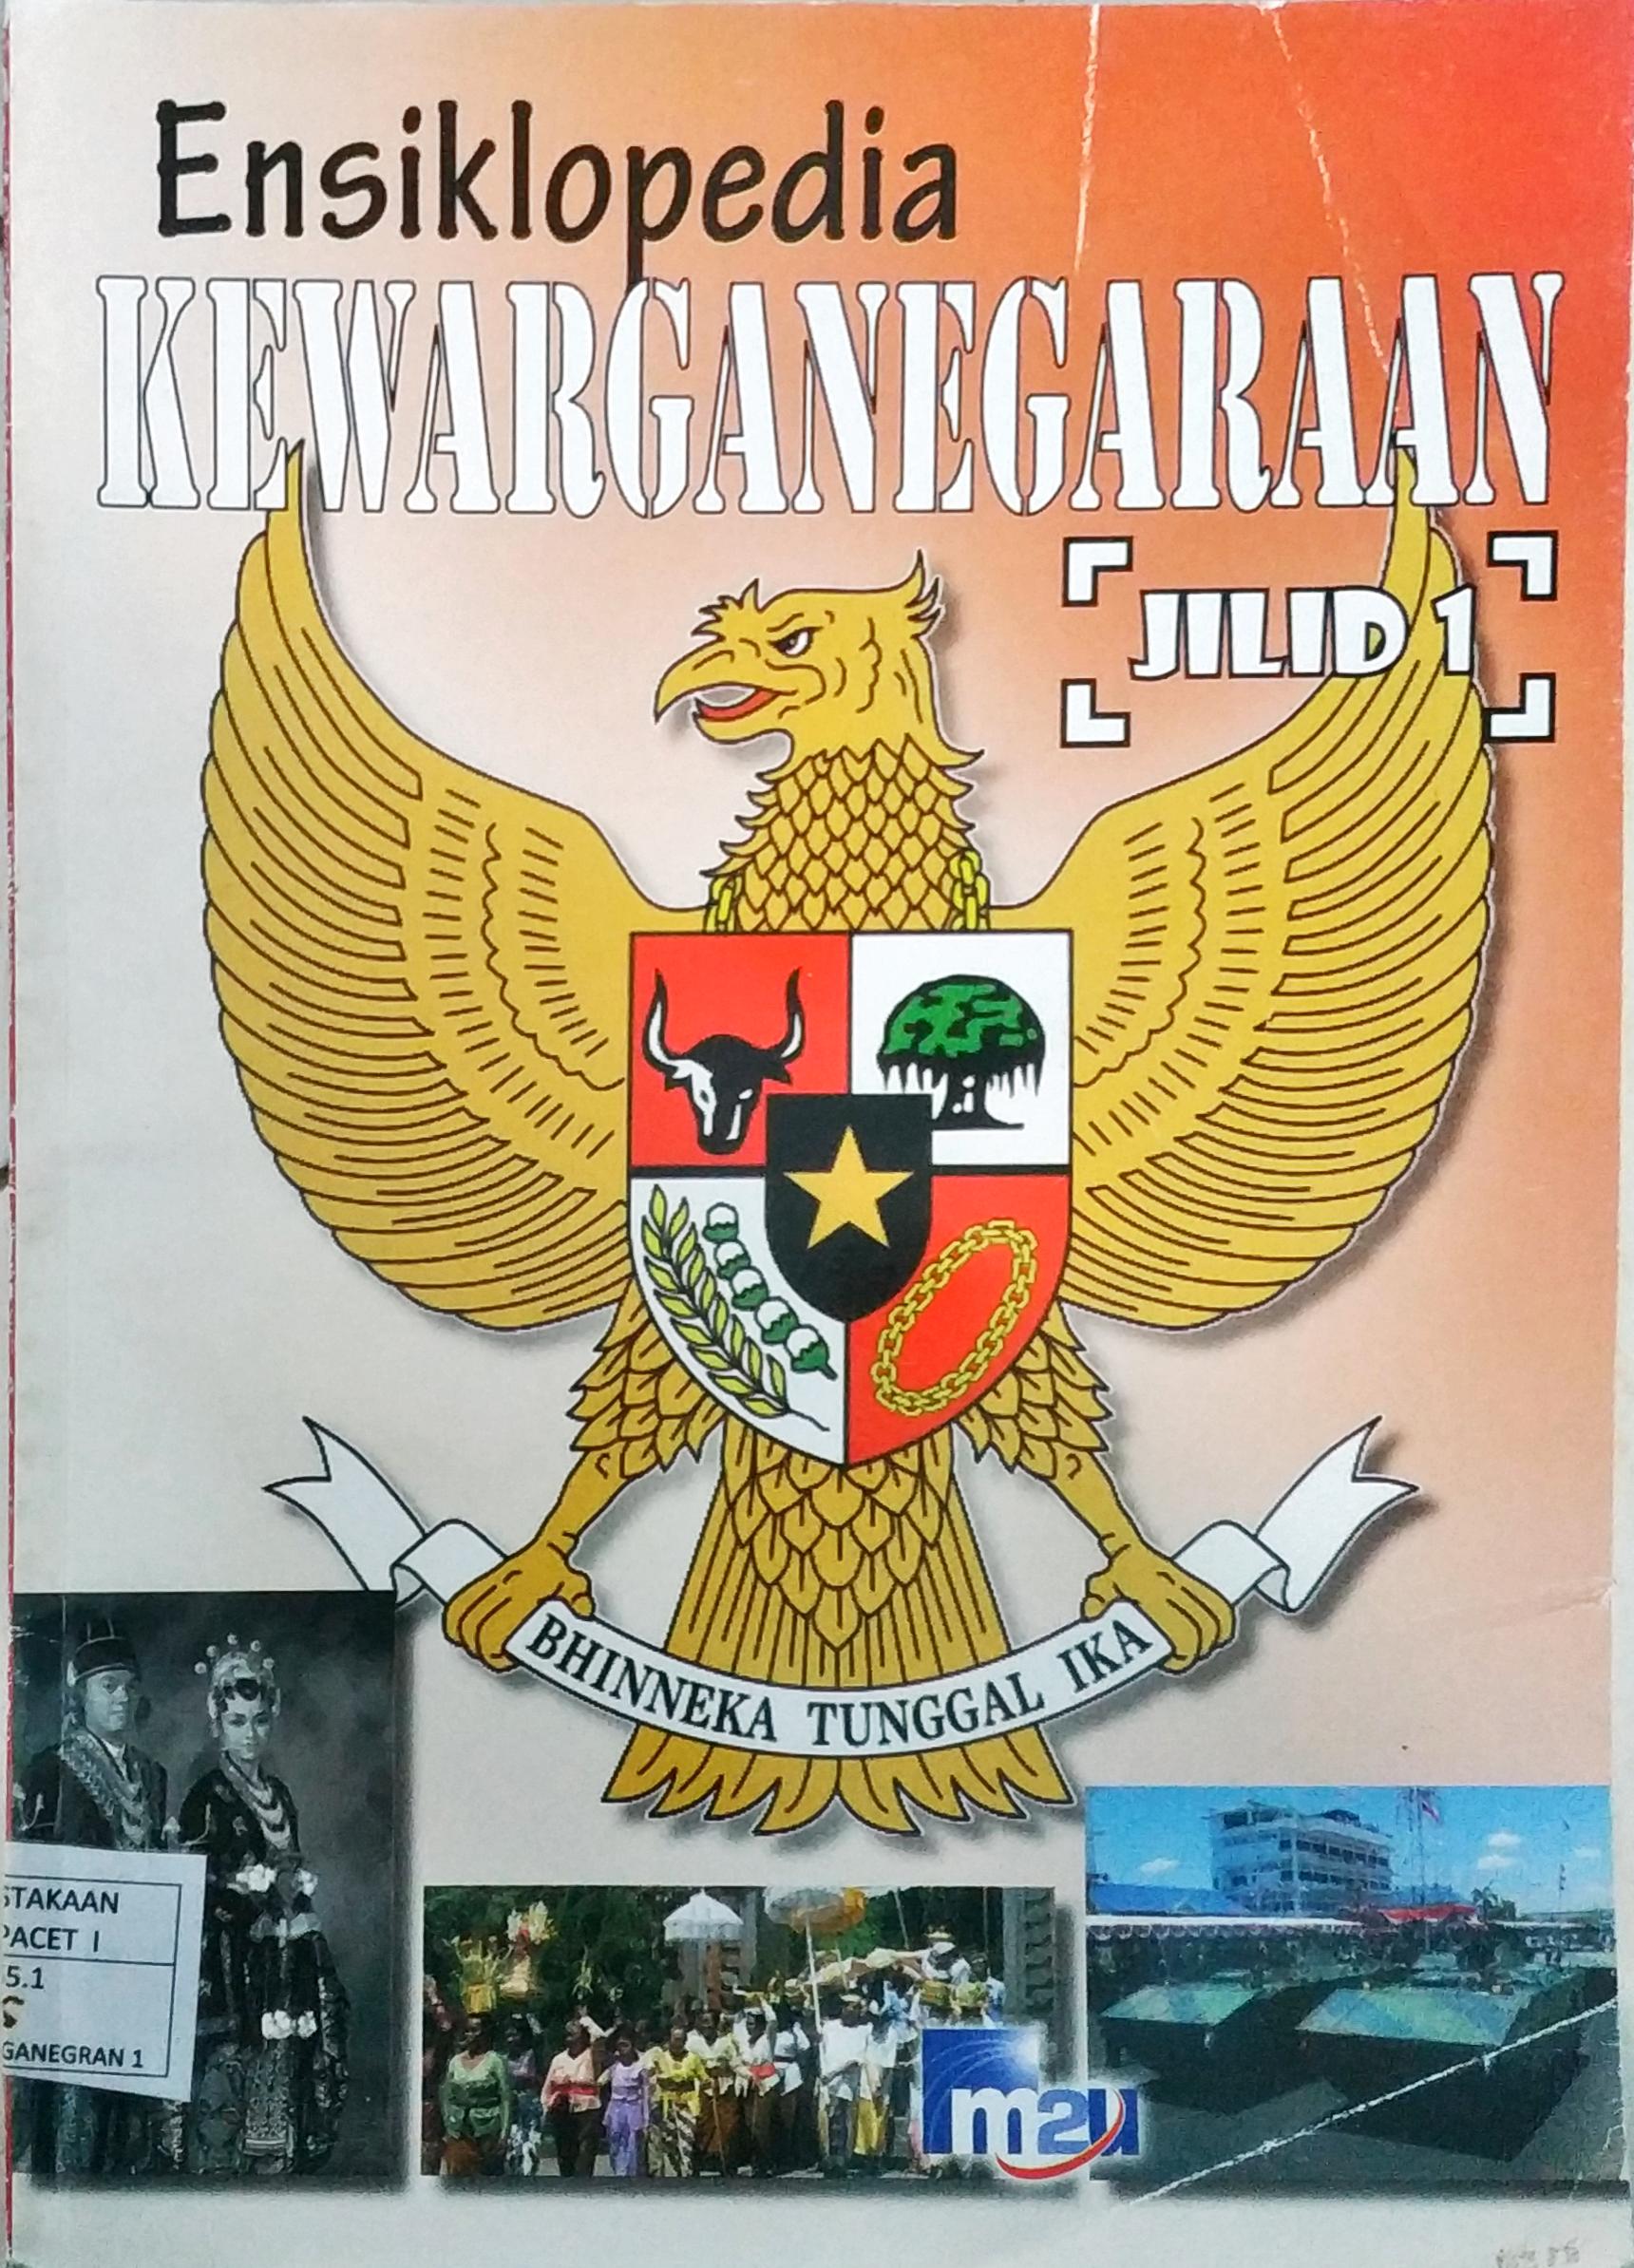 Ensiklopedia
KEWARGANEGARAAN
JILID 1
BHINNEKA TUNGGAL IKA
STAKAAN
PACET I
5.1
S
GANEGRAN 1
m2u